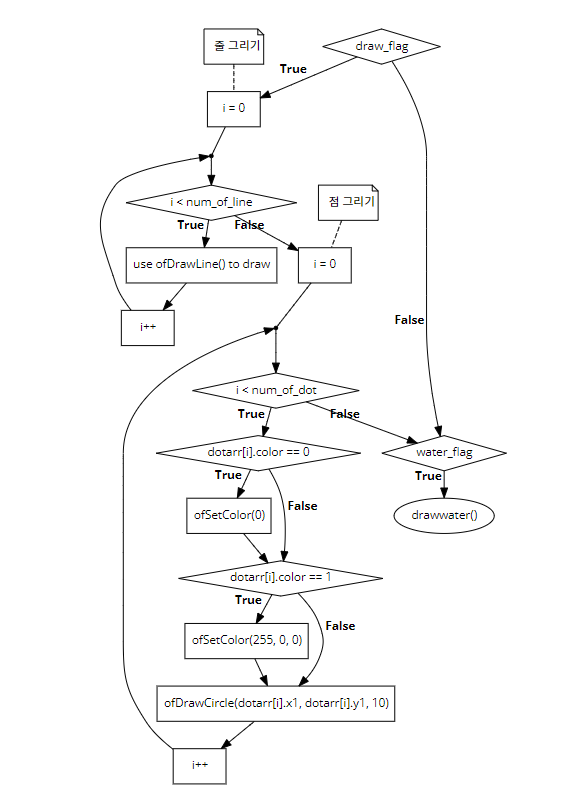 줄 그리기
draw_flag
True
i = 0
i < num_of_line
점 그리기
True
False
use ofDrawLine() to draw
i = 0
i++
False
i < num_of_dot
True
False
dotarr[i].color == 0
water_flag
True
True
ofSetColor(0)
False
drawwater()
dotarr[i].color == 1
True
False
ofSetColor(255, 0, 0)
ofDrawCircle(dotarr[i].x1, dotarr[i].y1, 10)
i++